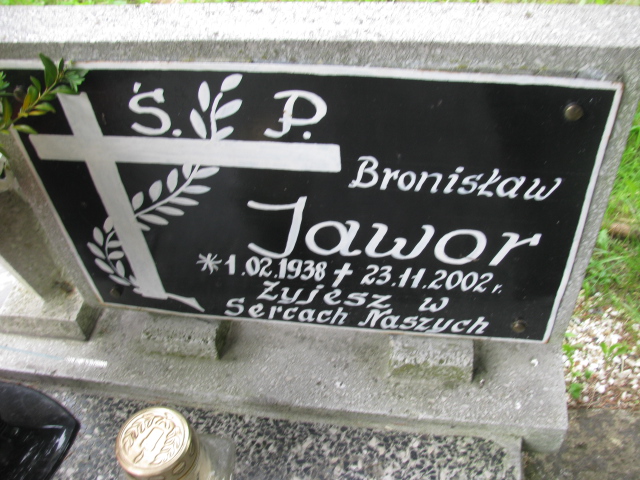 Ś. P.
Bronisław
Jawor
*1.02.1938 † 23.11.2002 r.
Żyjesz w
Sercach Naszych